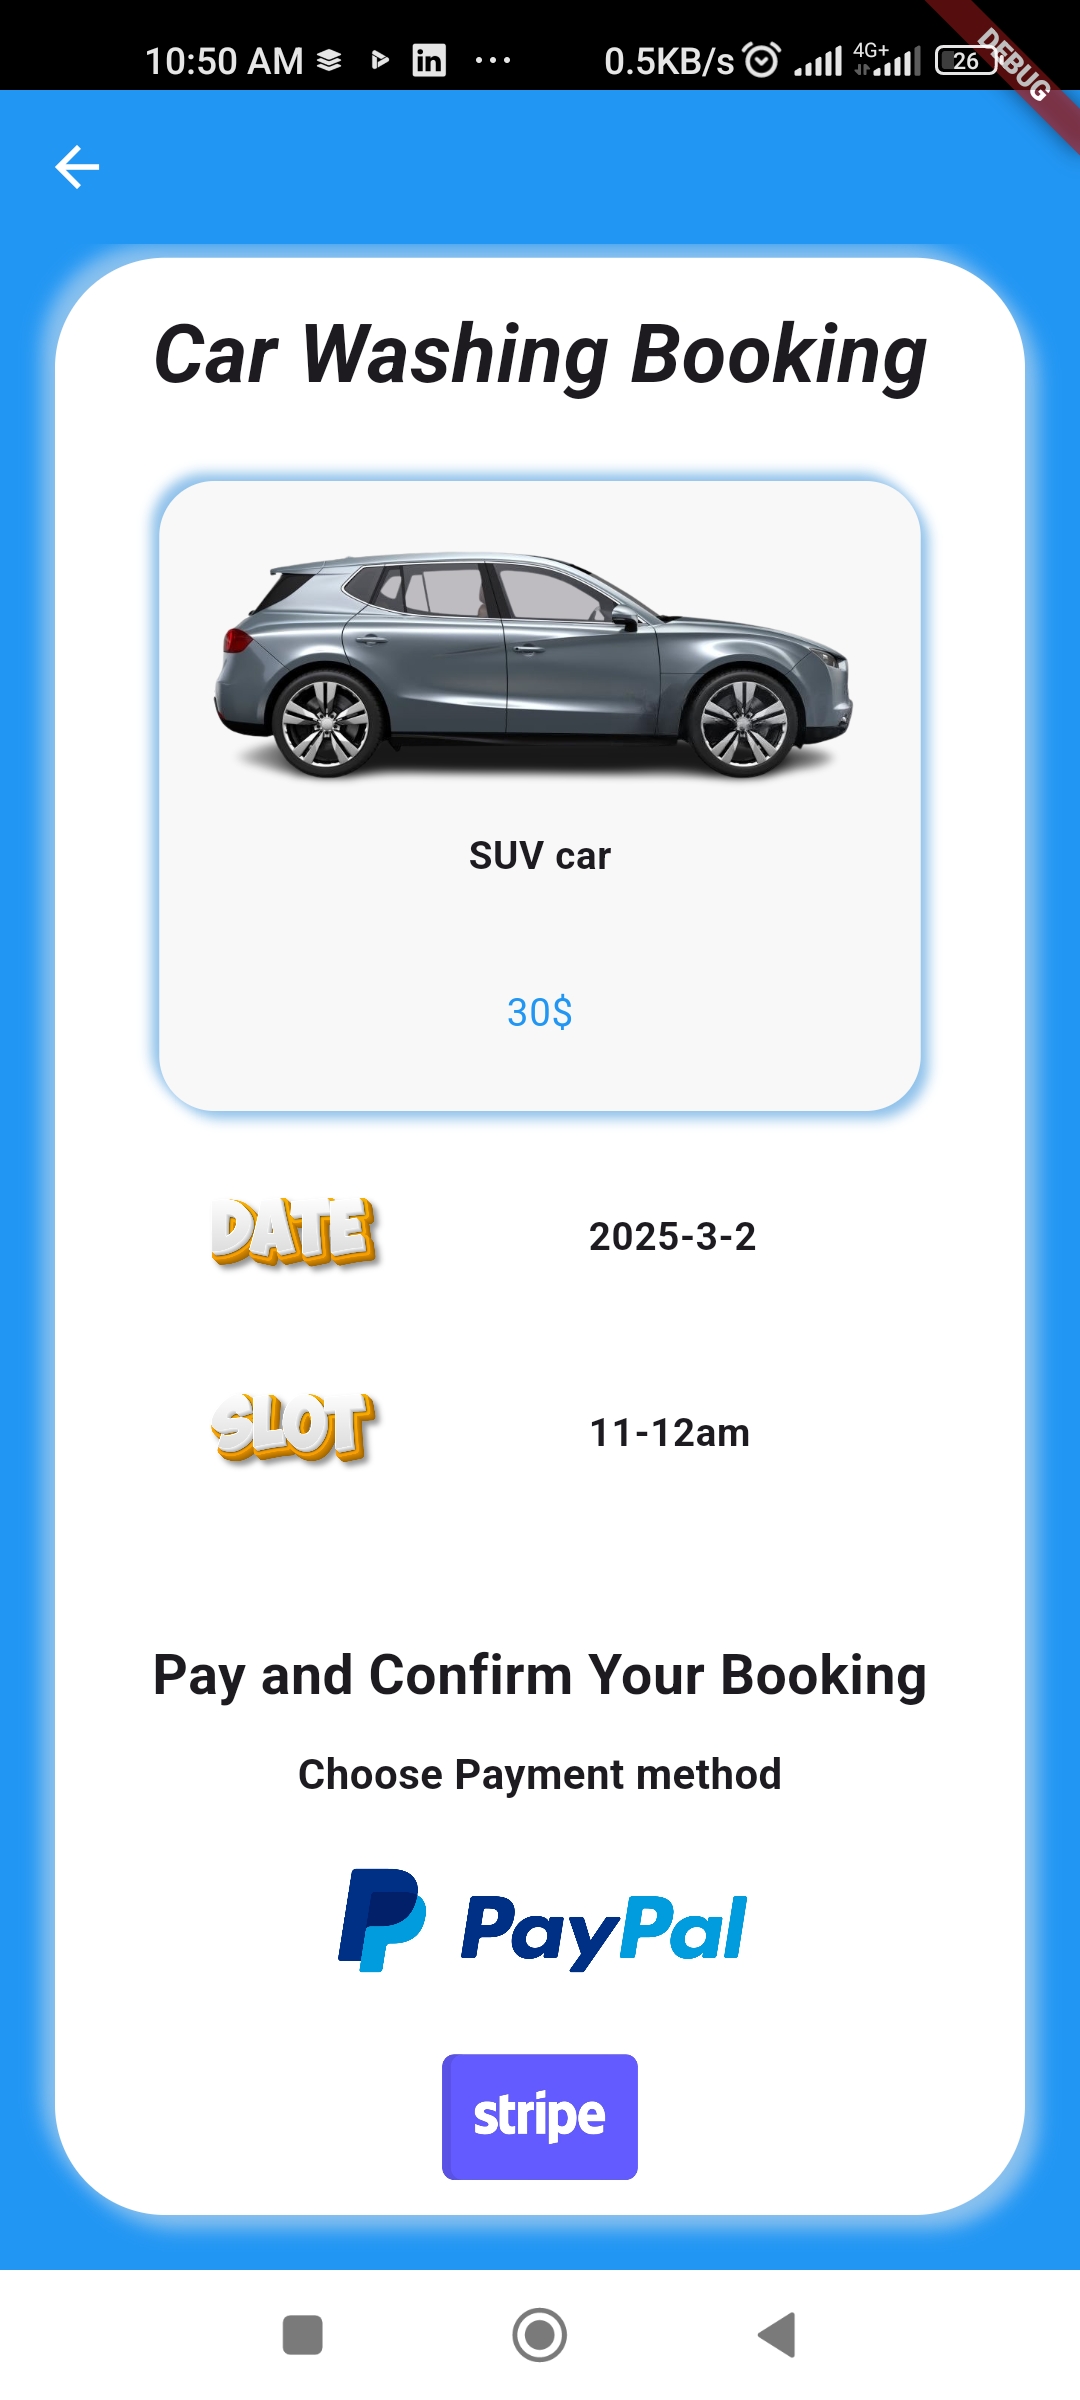 10:50 AM ... 0.5KB/s 4G+ 26
DEBUG
Car Washing Booking
SUV car
30$
DATE 2025-3-2
SLOT 11-12am
Pay and Confirm Your Booking
Choose Payment method
PayPal
stripe